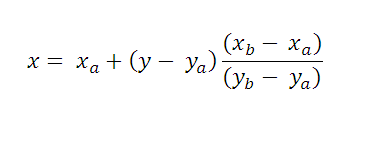 x = x_a + (y − y_a) (x_b − x_a) / (y_b − y_a)